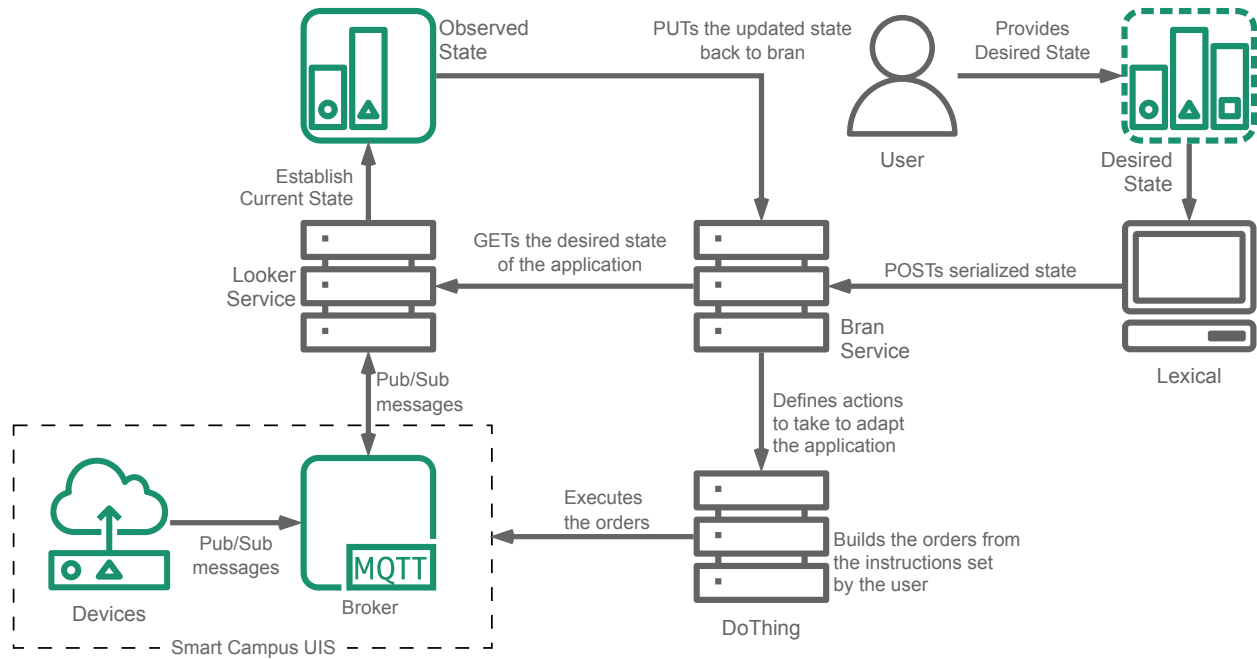 Observed
State
PUTs the updated state
back to bran
Provides
Desired State
User
Desired
State
Establish
Current State
Looker
Service
GETs the desired state
of the application
POSTs serialized state
Bran
Service
Lexical
Pub/Sub
messages
Defines actions
to take to adapt
the application
Executes
the orders
Pub/Sub
messages
MQTT
Builds the orders from
the instructions set
by the user
Devices
Broker
DoThing
Smart Campus UIS